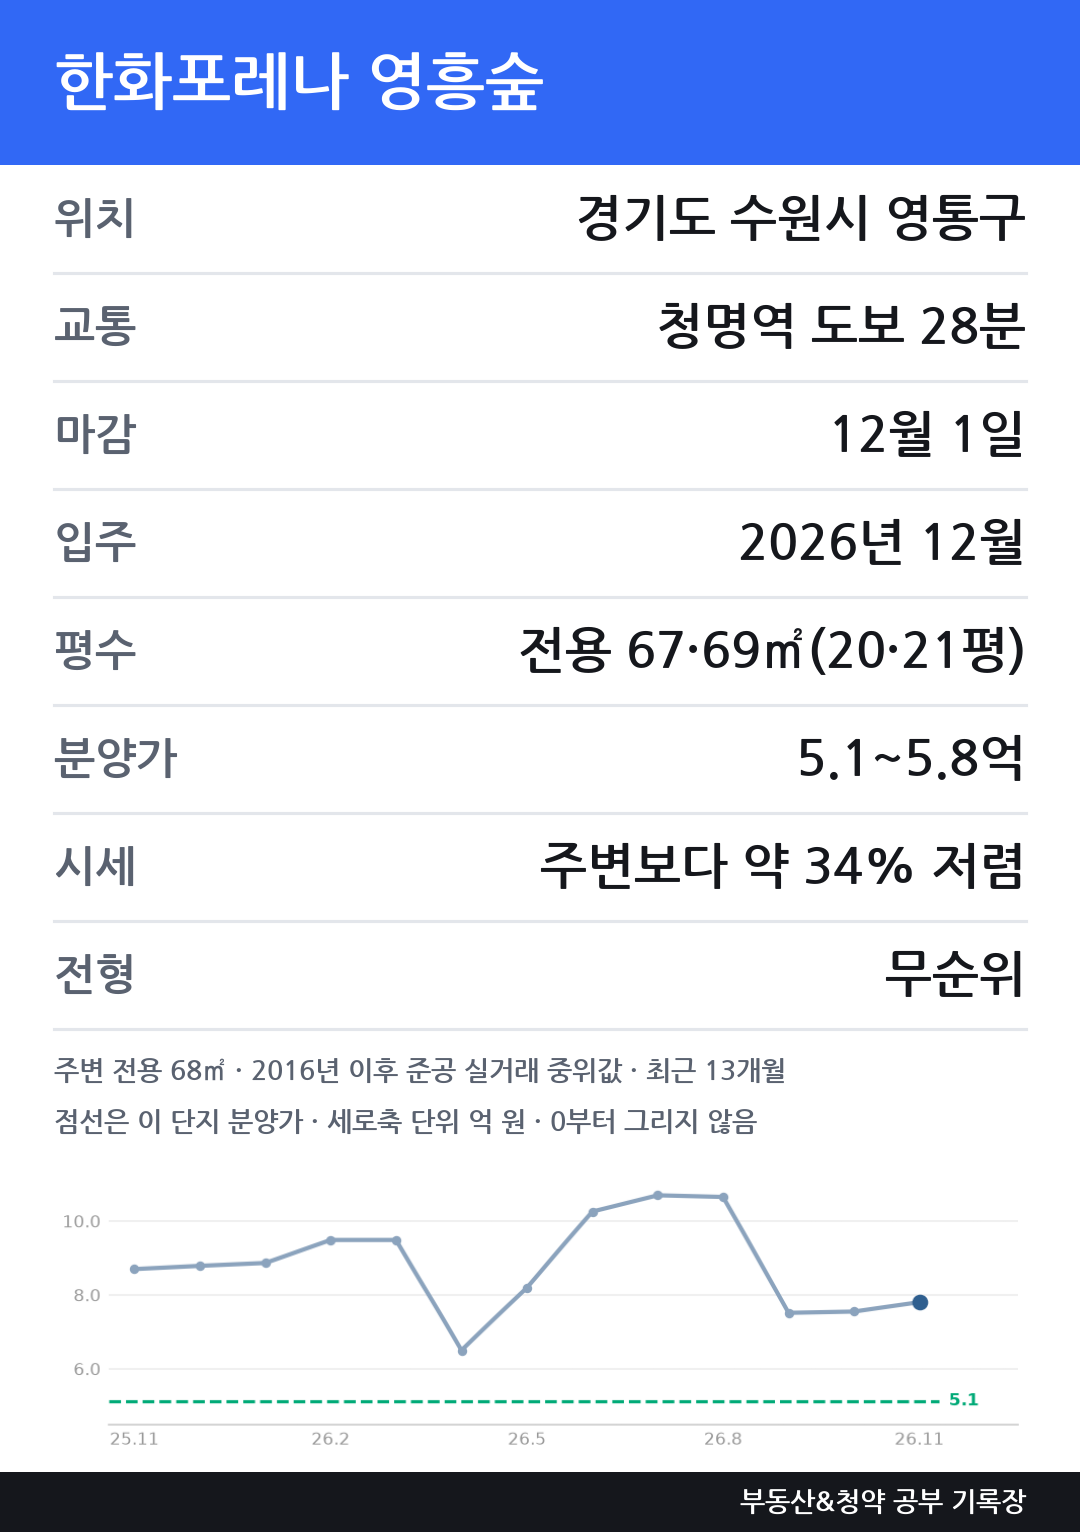 한화포레나 영흥숲
위치 경기도 수원시 영통구
교통 청명역 도보 28분
마감 12월 1일
입주 2026년 12월
평수 전용 67·69㎡(20·21평)
분양가 5.1~5.8억
시세 주변보다 약 34% 저렴
전형 무순위
주변 전용 68㎡ · 2016년 이후 준공 실거래 중위값 · 최근 13개월
점선은 이 단지 분양가 · 세로축 단위 억 원 · 0부터 그리지 않음
10.0
8.0
6.0
5.1
25.11 26.2 26.5 26.8 26.11
부동산&청약 공부 기록장